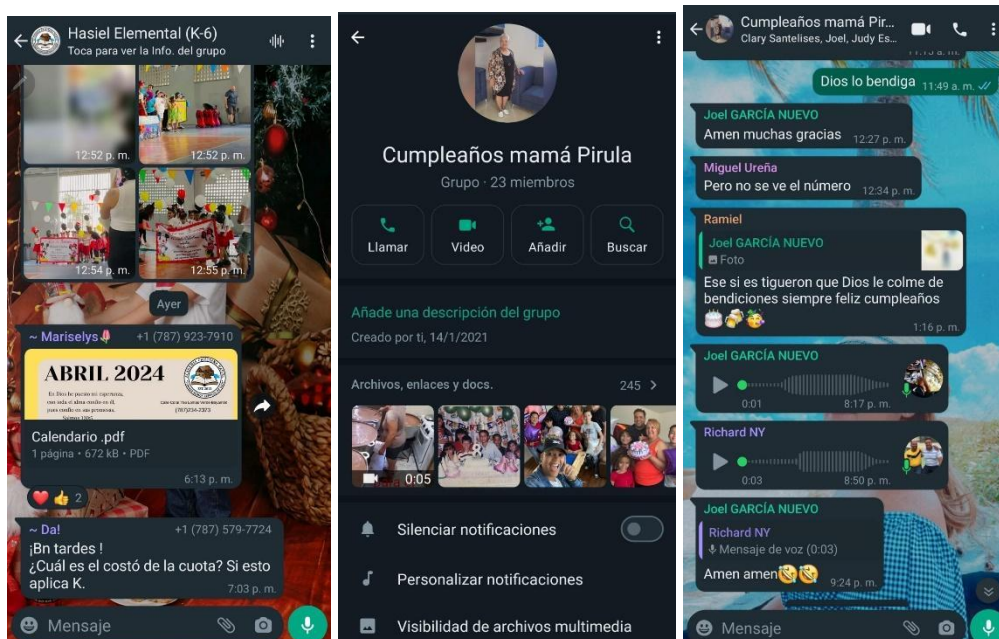 Hasiel Elemental (K-6)
Toca para ver la Info. del grupo
12:52 p. m.
12:52 p. m.
12:54 p. m.
12:55 p. m.
Ayer
~ Mariselys🌷 +1 (787) 923-7910
ABRIL 2024
(787)234-2373
Calendario .pdf
1 página • 672 kB • PDF
6:13 p. m.
❤️👍 2
~ Da! +1 (787) 579-7724
¡Bn tardes !
¿Cuál es el costó de la cuota? Si esto
aplica K.
7:03 p. m.
Mensaje
Cumpleaños mamá Pirula
Grupo · 23 miembros
Llamar
Video
Añadir
Buscar
Añade una descripción del grupo
Creado por ti, 14/1/2021
Archivos, enlaces y docs. 245 >
0:05
Silenciar notificaciones
Personalizar notificaciones
Visibilidad de archivos multimedia
Cumpleaños mamá Pir...
Clary Santelises, Joel, Judy Es...
Dios lo bendiga 11:49 a. m.
Joel GARCÍA NUEVO
Amen muchas gracias 12:27 p. m.
Miguel Ureña
Pero no se ve el número 12:34 p. m.
Ramiel
Joel GARCÍA NUEVO
Foto
Ese si es tigueron que Dios le colme de
bendiciones siempre feliz cumpleaños
1:16 p. m.
Joel GARCÍA NUEVO
0:01 8:17 p. m.
Richard NY
0:03 8:50 p. m.
Joel GARCÍA NUEVO
Richard NY
Mensaje de voz (0:03)
Amen amen🤣🤣 9:24 p. m.
Mensaje